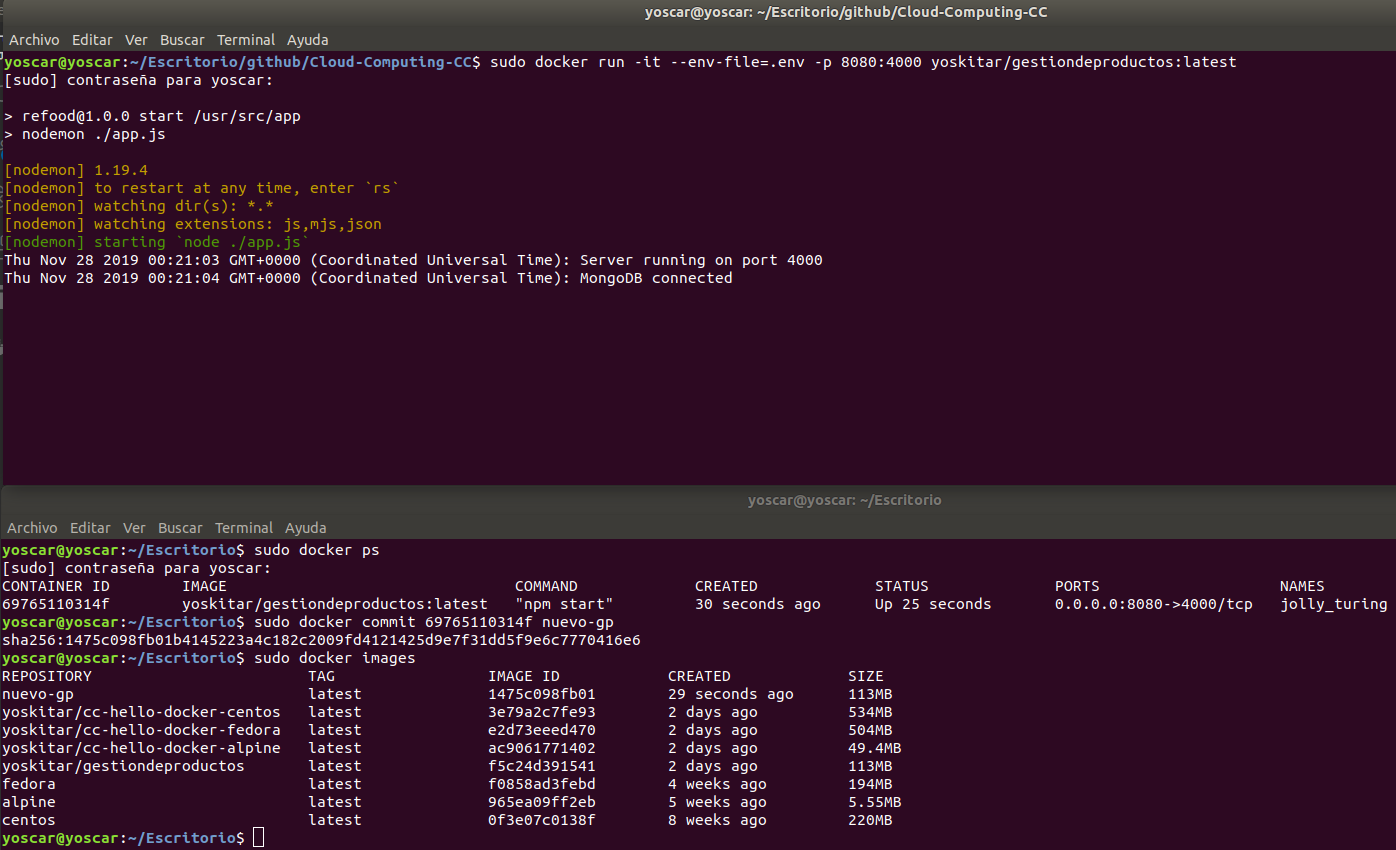 yoscar@yoscar: ~/Escritorio/github/Cloud-Computing-CC
Archivo Editar Ver Buscar Terminal Ayuda
yoscar@yoscar:~/Escritorio/github/Cloud-Computing-CC$ sudo docker run -it --env-file=.env -p 8080:4000 yoskitar/gestiondeproductos:latest
[sudo] contraseña para yoscar:
> refood@1.0.0 start /usr/src/app
> nodemon ./app.js
[nodemon] 1.19.4
[nodemon] to restart at any time, enter `rs`
[nodemon] watching dir(s): *.*
[nodemon] watching extensions: js,mjs,json
[nodemon] starting `node ./app.js`
Thu Nov 28 2019 00:21:03 GMT+0000 (Coordinated Universal Time): Server running on port 4000
Thu Nov 28 2019 00:21:04 GMT+0000 (Coordinated Universal Time): MongoDB connected
yoscar@yoscar: ~/Escritorio
Archivo Editar Ver Buscar Terminal Ayuda
yoscar@yoscar:~/Escritorio$ sudo docker ps
[sudo] contraseña para yoscar:
CONTAINER ID IMAGE COMMAND CREATED STATUS PORTS NAMES
69765110314f yoskitar/gestiondeproductos:latest "npm start" 30 seconds ago Up 25 seconds 0.0.0.0:8080->4000/tcp jolly_turing
yoscar@yoscar:~/Escritorio$ sudo docker commit 69765110314f nuevo-gp
sha256:1475c098fb01b4145223a4c182c2009fd4121425d9e7f31dd5f9e6c7770416e6
yoscar@yoscar:~/Escritorio$ sudo docker images
REPOSITORY TAG IMAGE ID CREATED SIZE
nuevo-gp latest 1475c098fb01 29 seconds ago 113MB
yoskitar/cc-hello-docker-centos latest 3e79a2c7fe93 2 days ago 534MB
yoskitar/cc-hello-docker-fedora latest e2d73eeed470 2 days ago 504MB
yoskitar/cc-hello-docker-alpine latest ac9061771402 2 days ago 49.4MB
yoskitar/gestiondeproductos latest f5c24d391541 2 days ago 113MB
fedora latest f0858ad3febd 4 weeks ago 194MB
alpine latest 965ea09ff2eb 5 weeks ago 5.55MB
centos latest 0f3e07c0138f 8 weeks ago 220MB
yoscar@yoscar:~/Escritorio$